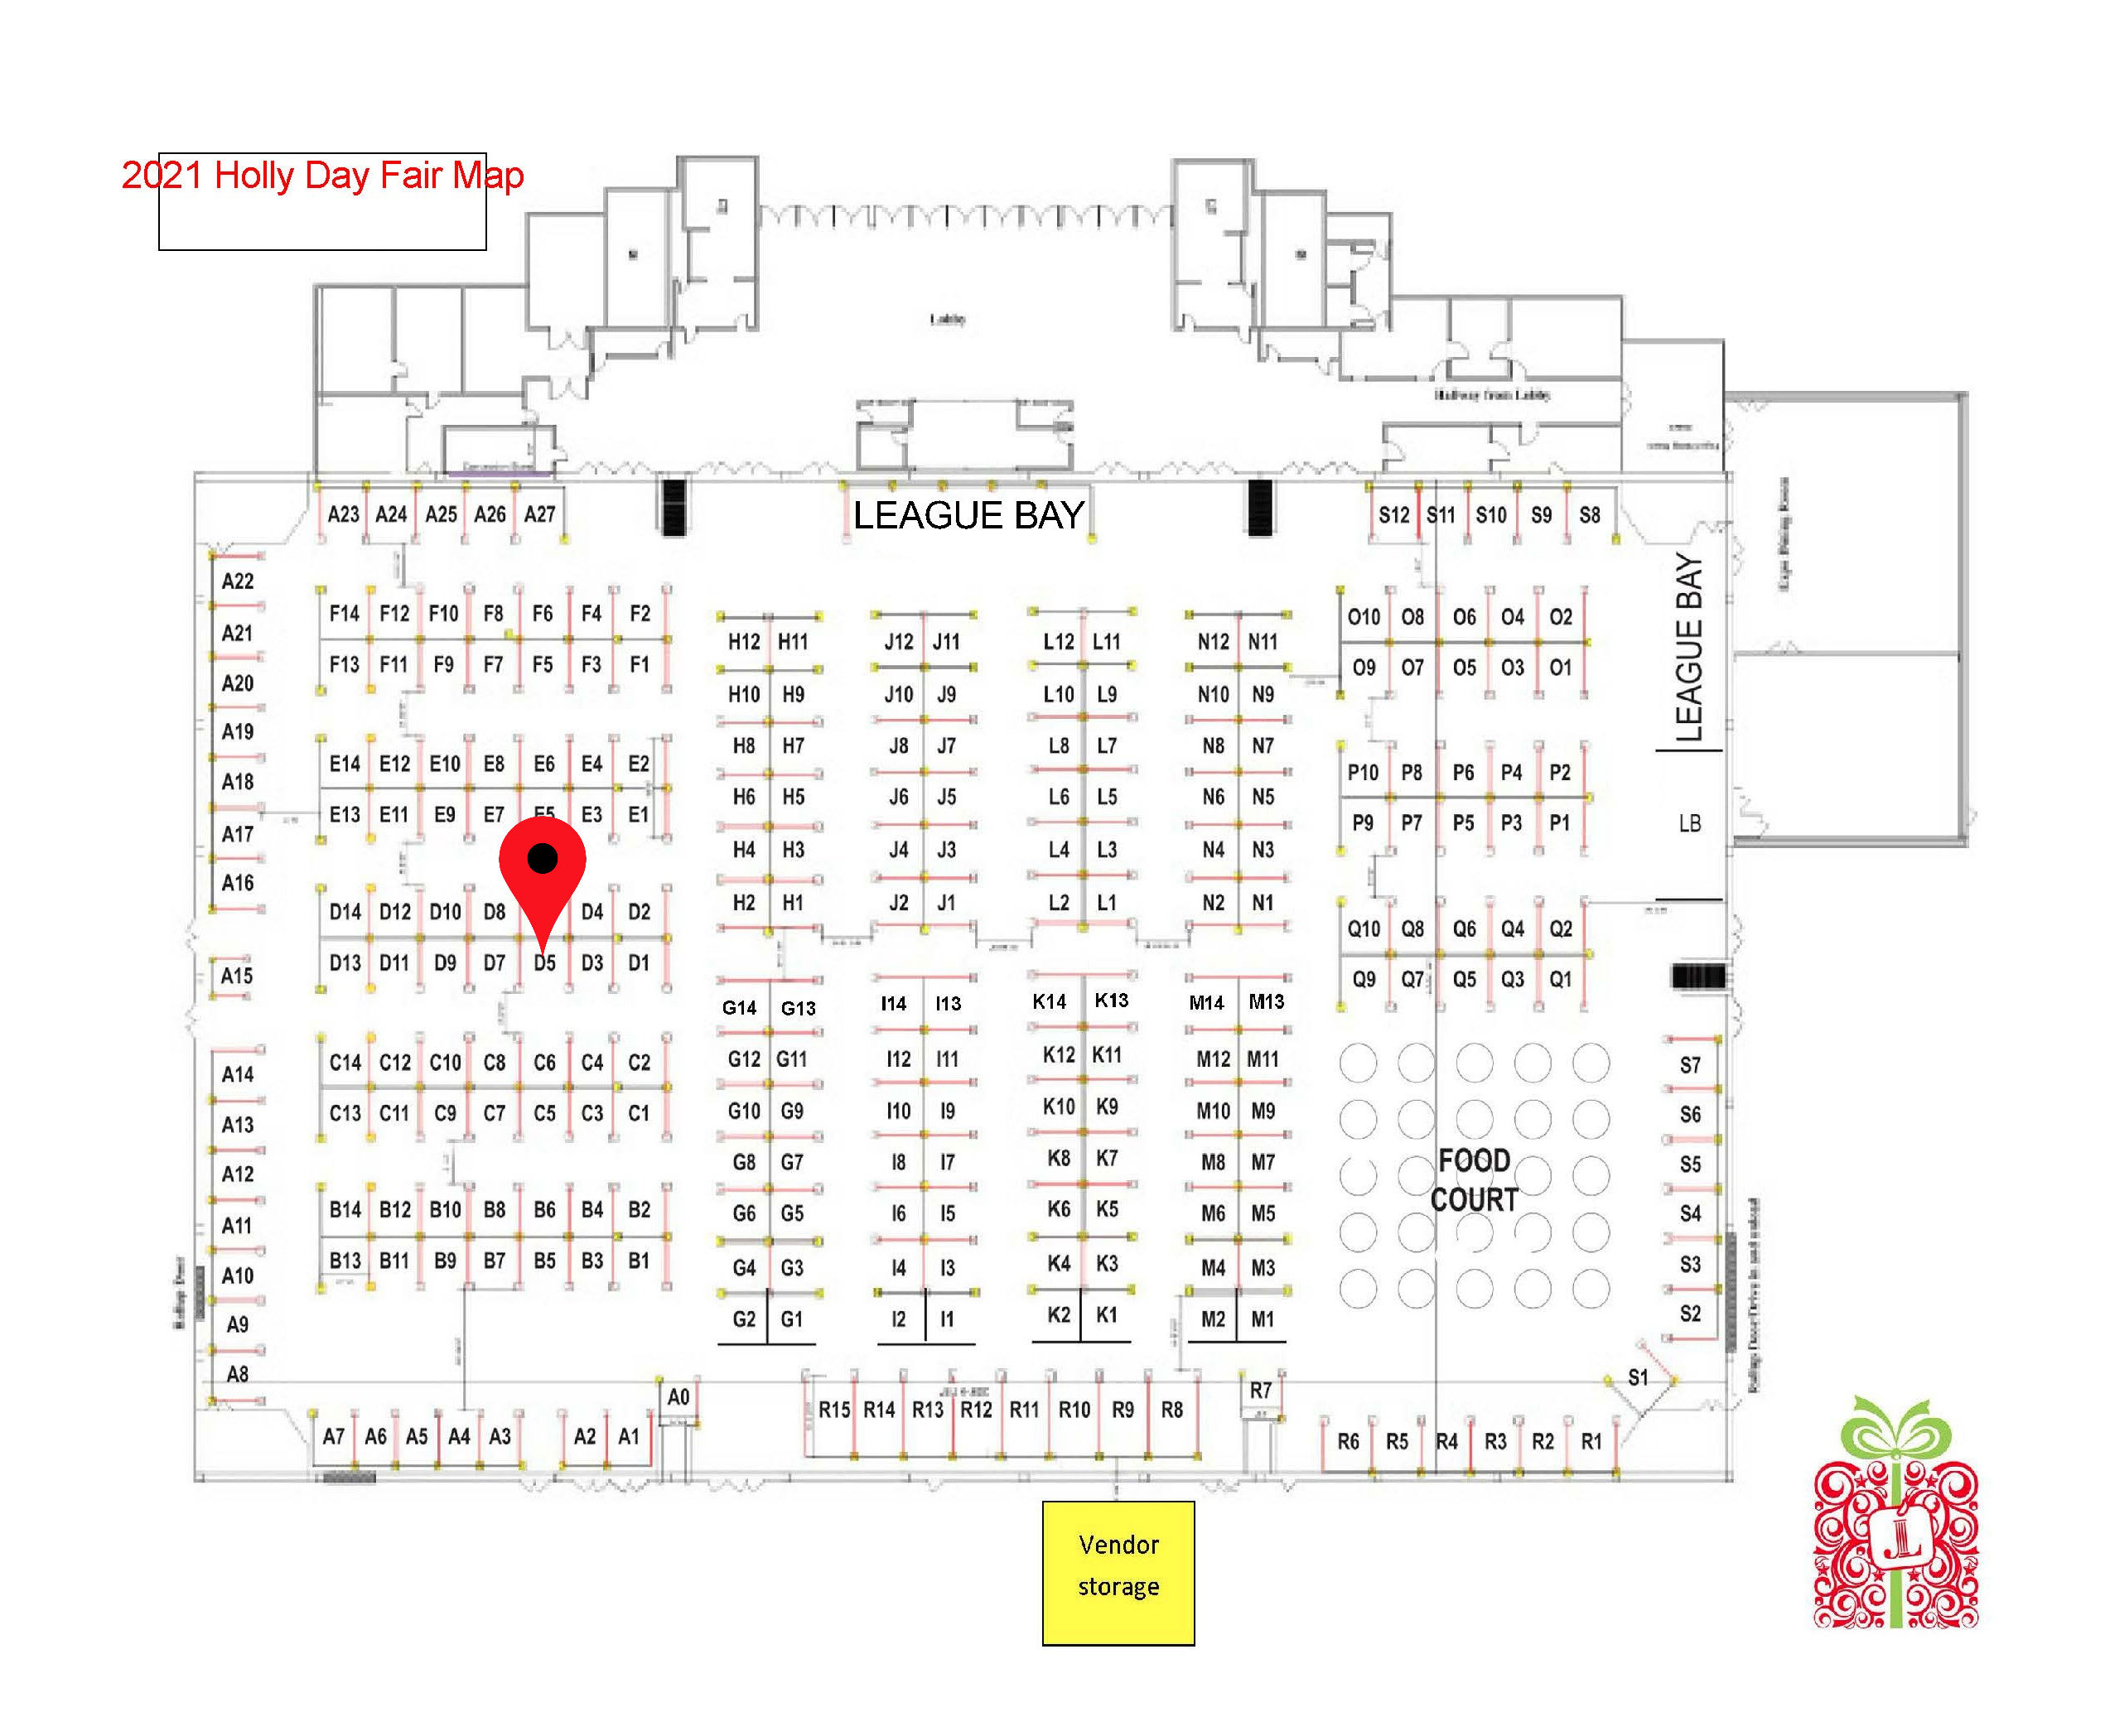 2021 Holly Day Fair Map
Lobby
Hallway from Lobby
LEAGUE BAY
A23 A24 A25 A26 A27
S12 S11 S10 S9 S8
A22
A21
A20
A19
A18
A17
A16
A15
A14
A13
A12
A11
A10
A9
A8
F14 F12 F10 F8 F6 F4 F2
F13 F11 F9 F7 F5 F3 F1
E14 E12 E10 E8 E6 E4 E2
E13 E11 E9 E7 E5 E3 E1
D14 D12 D10 D8 D4 D2
D13 D11 D9 D7 D5 D3 D1
C14 C12 C10 C8 C6 C4 C2
C13 C11 C9 C7 C5 C3 C1
B14 B12 B10 B8 B6 B4 B2
B13 B11 B9 B7 B5 B3 B1
H12 H11
H10 H9
H8 H7
H6 H5
H4 H3
H2 H1
G14 G13
G12 G11
G10 G9
G8 G7
G6 G5
G4 G3
G2 G1
J12 J11
J10 J9
J8 J7
J6 J5
J4 J3
J2 J1
I14 I13
I12 I11
I10 I9
I8 I7
I6 I5
I4 I3
I2 I1
L12 L11
L10 L9
L8 L7
L6 L5
L4 L3
L2 L1
K14 K13
K12 K11
K10 K9
K8 K7
K6 K5
K4 K3
K2 K1
N12 N11
N10 N9
N8 N7
N6 N5
N4 N3
N2 N1
M14 M13
M12 M11
M10 M9
M8 M7
M6 M5
M4 M3
M2 M1
O10 O8 O6 O4 O2
O9 O7 O5 O3 O1
P10 P8 P6 P4 P2
P9 P7 P5 P3 P1
Q10 Q8 Q6 Q4 Q2
Q9 Q7 Q5 Q3 Q1
LEAGUE BAY
LB
FOOD
COURT
S7
S6
S5
S4
S3
S2
S1
A7 A6 A5 A4 A3 A2 A1
A0
R15 R14 R13 R12 R11 R10 R9 R8
R7
R6 R5 R4 R3 R2 R1
Vendor
storage
JL